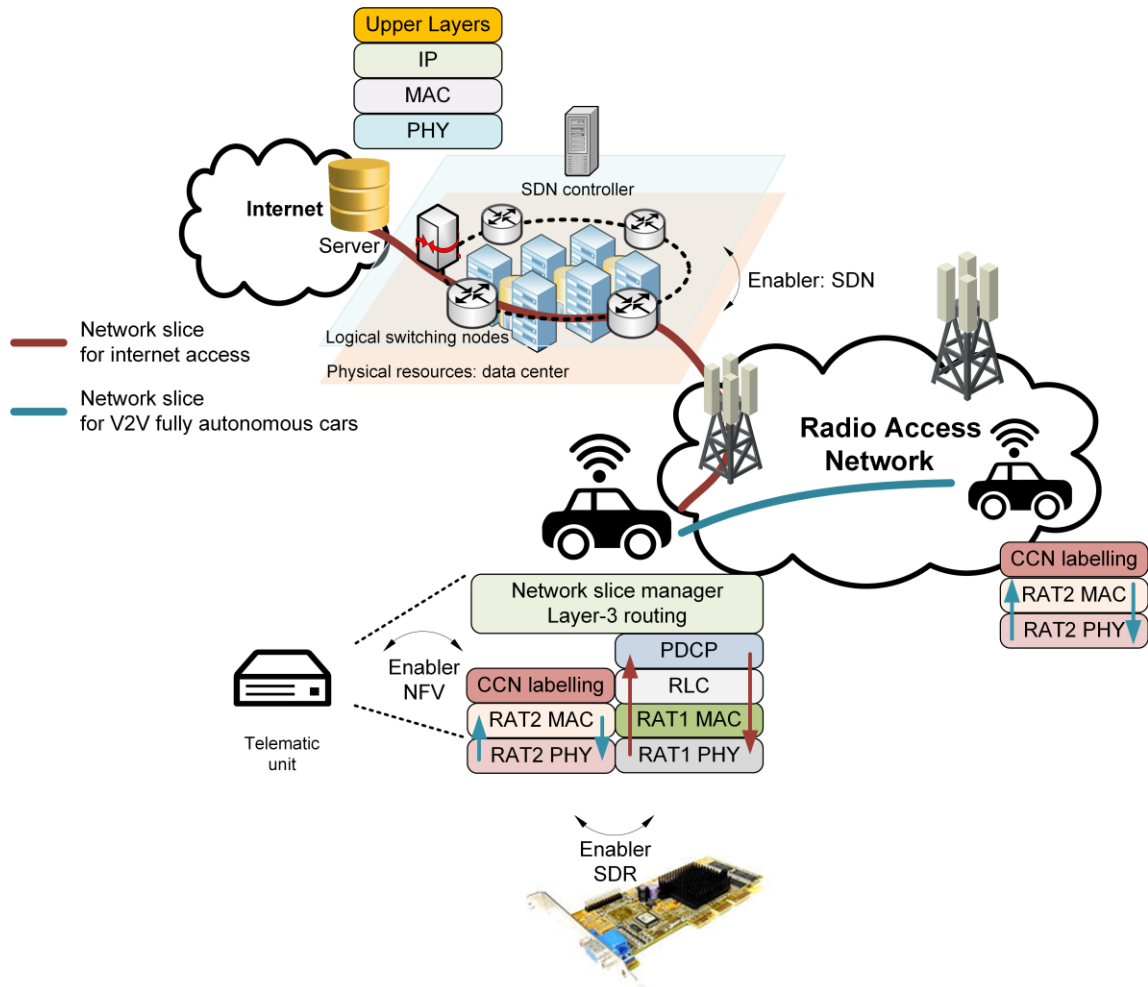 Upper Layers
IP
MAC
PHY
SDN controller
Internet
Server
Enabler: SDN
Logical switching nodes
Physical resources: data center
Network slice
for internet access
Network slice
for V2V fully autonomous cars
Radio Access
Network
CCN labelling
RAT2 MAC
RAT2 PHY
Network slice manager
Layer-3 routing
Enabler
NFV
PDCP
CCN labelling
RLC
RAT2 MAC
RAT1 MAC
RAT2 PHY
RAT1 PHY
Telematic
unit
Enabler
SDR